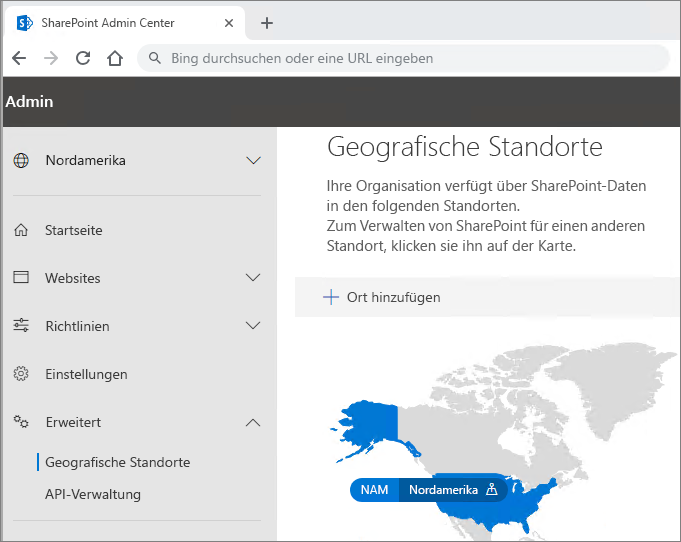 SharePoint Admin Center
Bing durchsuchen oder eine URL eingeben
Admin
Nordamerika
Startseite
Websites
Richtlinien
Einstellungen
Erweitert
Geografische Standorte
API-Verwaltung
Geografische Standorte
Ihre Organisation verfügt über SharePoint-Daten
in den folgenden Standorten.
Zum Verwalten von SharePoint für einen anderen
Standort, klicken sie ihn auf der Karte.
Ort hinzufügen
NAM Nordamerika